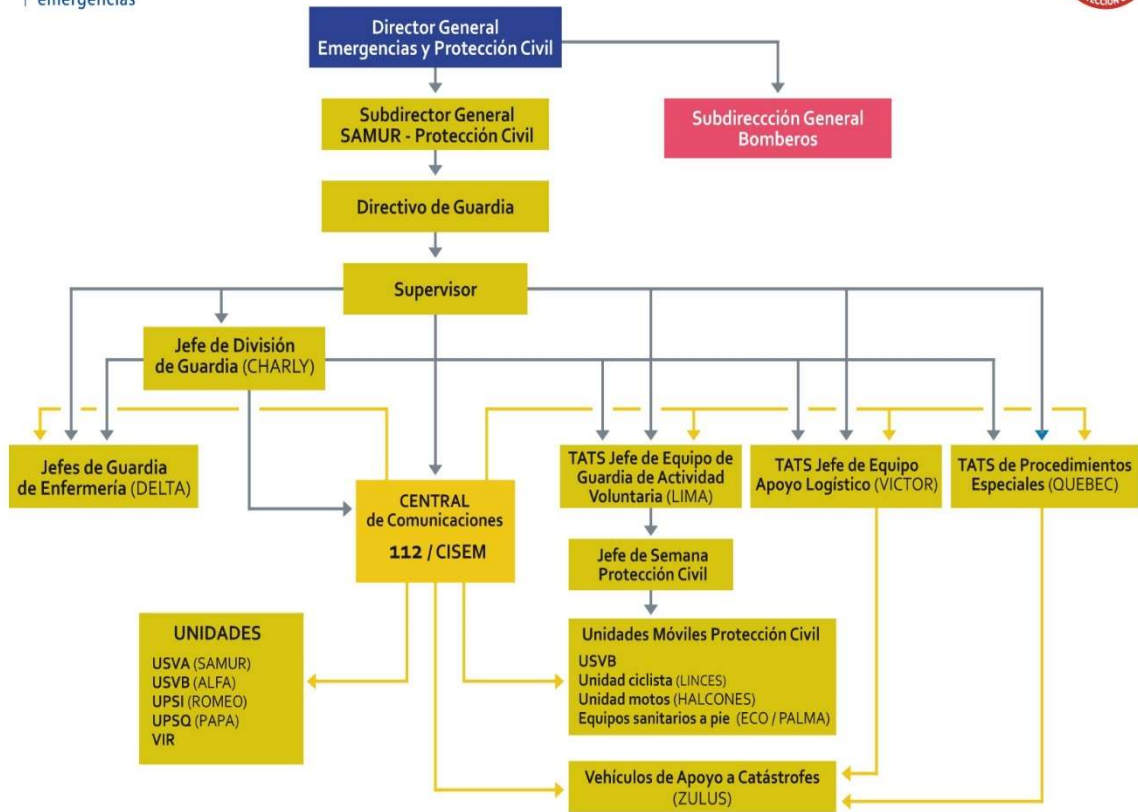 emergencias
PROTECCIÓN C
Director General
Emergencias y Protección Civil
Subdirector General
SAMUR - Protección Civil
Subdireccción General
Bomberos
Directivo de Guardia
Supervisor
Jefe de División
de Guardia (CHARLY)
Jefes de Guardia
de Enfermería (DELTA)
CENTRAL
de Comunicaciones
112 / CISEM
TATS Jefe de Equipo de
Guardia de Actividad
Voluntaria (LIMA)
TATS Jefe de Equipo
Apoyo Logístico (VICTOR)
TATS de Procedimientos
Especiales (QUEBEC)
Jefe de Semana
Protección Civil
UNIDADES
USVA (SAMUR)
USVB (ALFA)
UPSI (ROMEO)
UPSQ (PAPA)
VIR
Unidades Móviles Protección Civil
USVB
Unidad ciclista (LINCES)
Unidad motos (HALCONES)
Equipos sanitarios a pie (ECO / PALMA)
Vehículos de Apoyo a Catástrofes
(ZULUS)